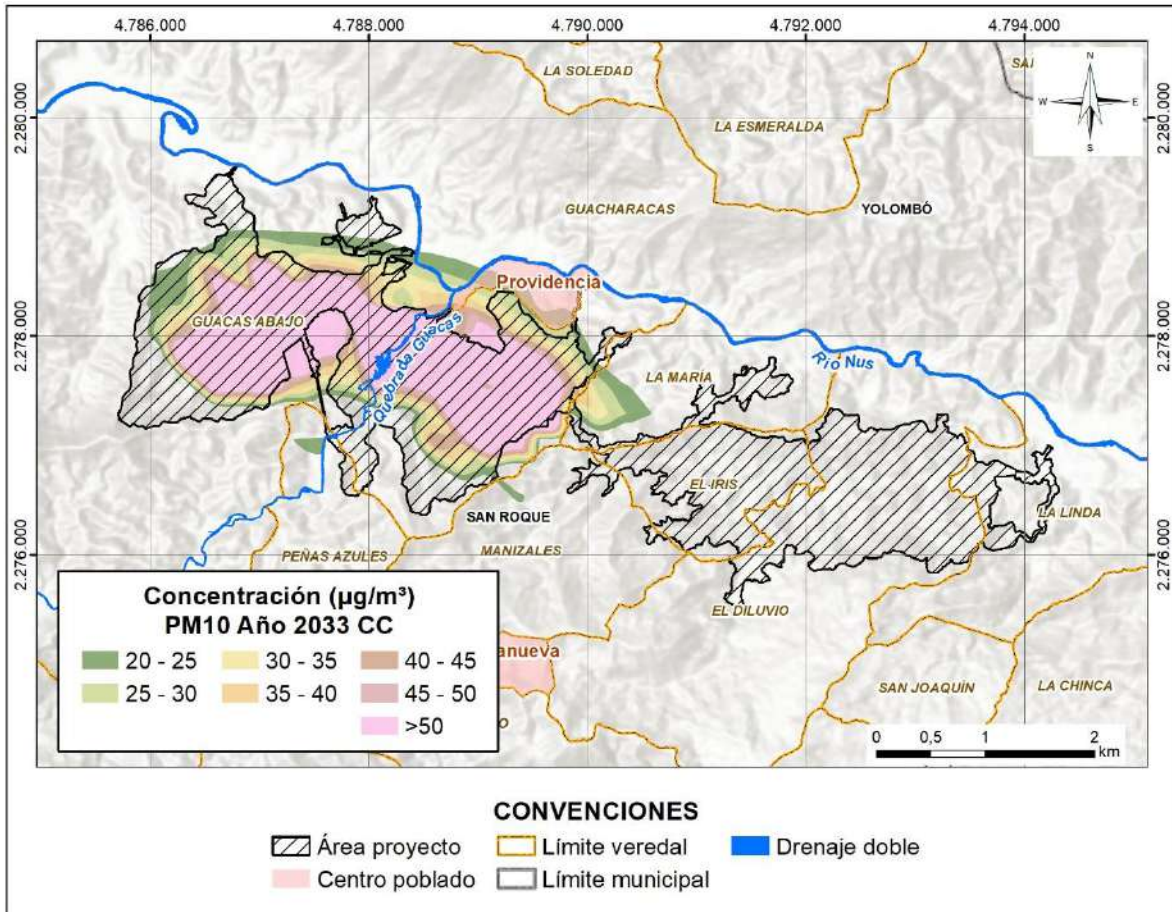 4.786.000 4.788.000 4.790.000 4.792.000 4.794.000
LA SOLEDAD
SAI
N
W E
S
2.280.000 2.280.000
LA ESMERALDA
GUACHARACAS
YOLOMBÓ
Providencia
GUACAS ABAJO
2.278.000 2.278.000
Quebrada Guacas
Río Nus
LA MARÍA
EL IRIS
SAN ROQUE
LA LINDA
PEÑAS AZULES
MANIZALES
2.276.000 2.276.000
EL DILUVIO
anueva
SAN JOAQUÍN
LA CHINCA
O
Concentración (µg/m³)
PM10 Año 2033 CC
20 - 25 30 - 35 40 - 45
25 - 30 35 - 40 45 - 50
>50
0 0,5 1 2
km
CONVENCIONES
Área proyecto Límite veredal Drenaje doble
Centro poblado Límite municipal